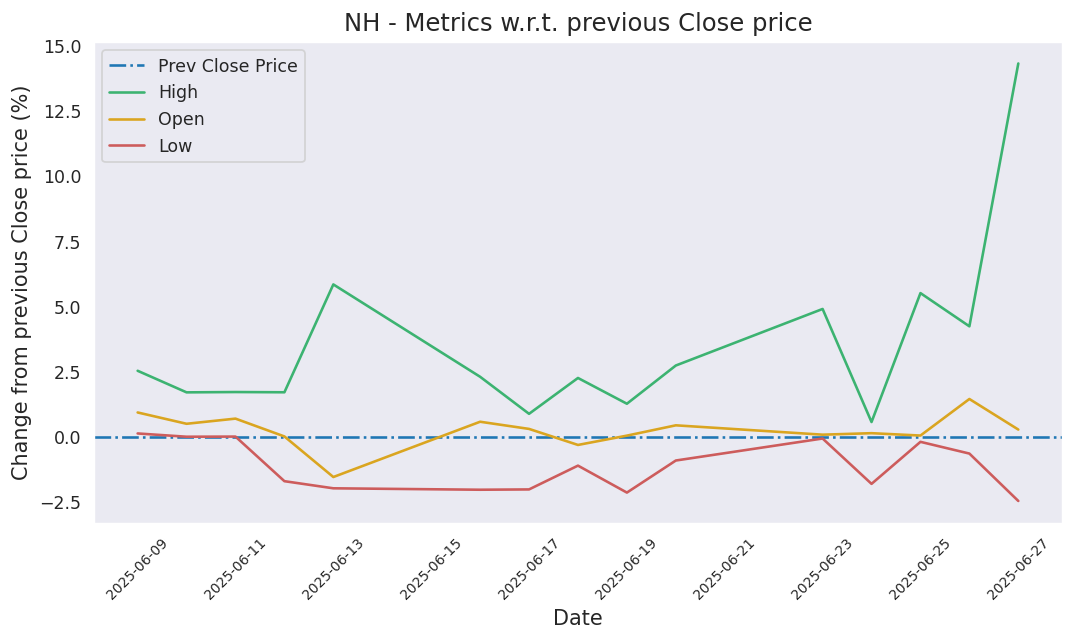 NH - Metrics w.r.t. previous Close price
Change from previous Close price (%)
15.0
12.5
10.0
7.5
5.0
2.5
0.0
−2.5
Prev Close Price
High
Open
Low
2025-06-09
2025-06-11
2025-06-13
2025-06-15
2025-06-17
2025-06-19
2025-06-21
2025-06-23
2025-06-25
2025-06-27
Date